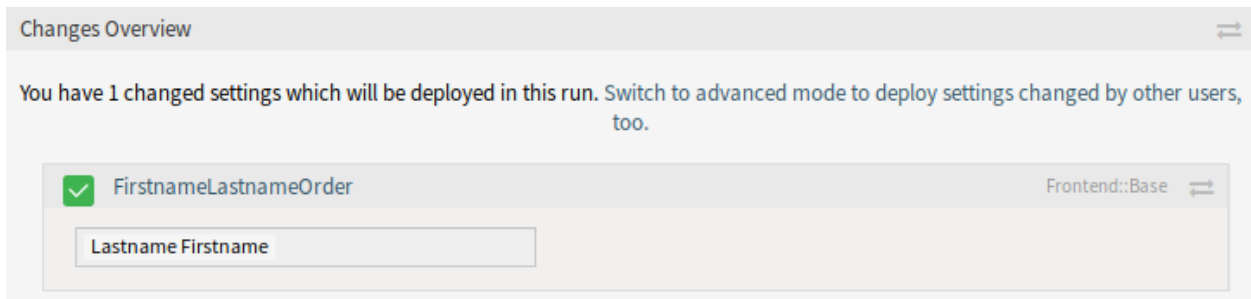 Changes Overview
You have 1 changed settings which will be deployed in this run. Switch to advanced mode to deploy settings changed by other users,
too.
FirstnameLastnameOrder Frontend::Base
Lastname Firstname